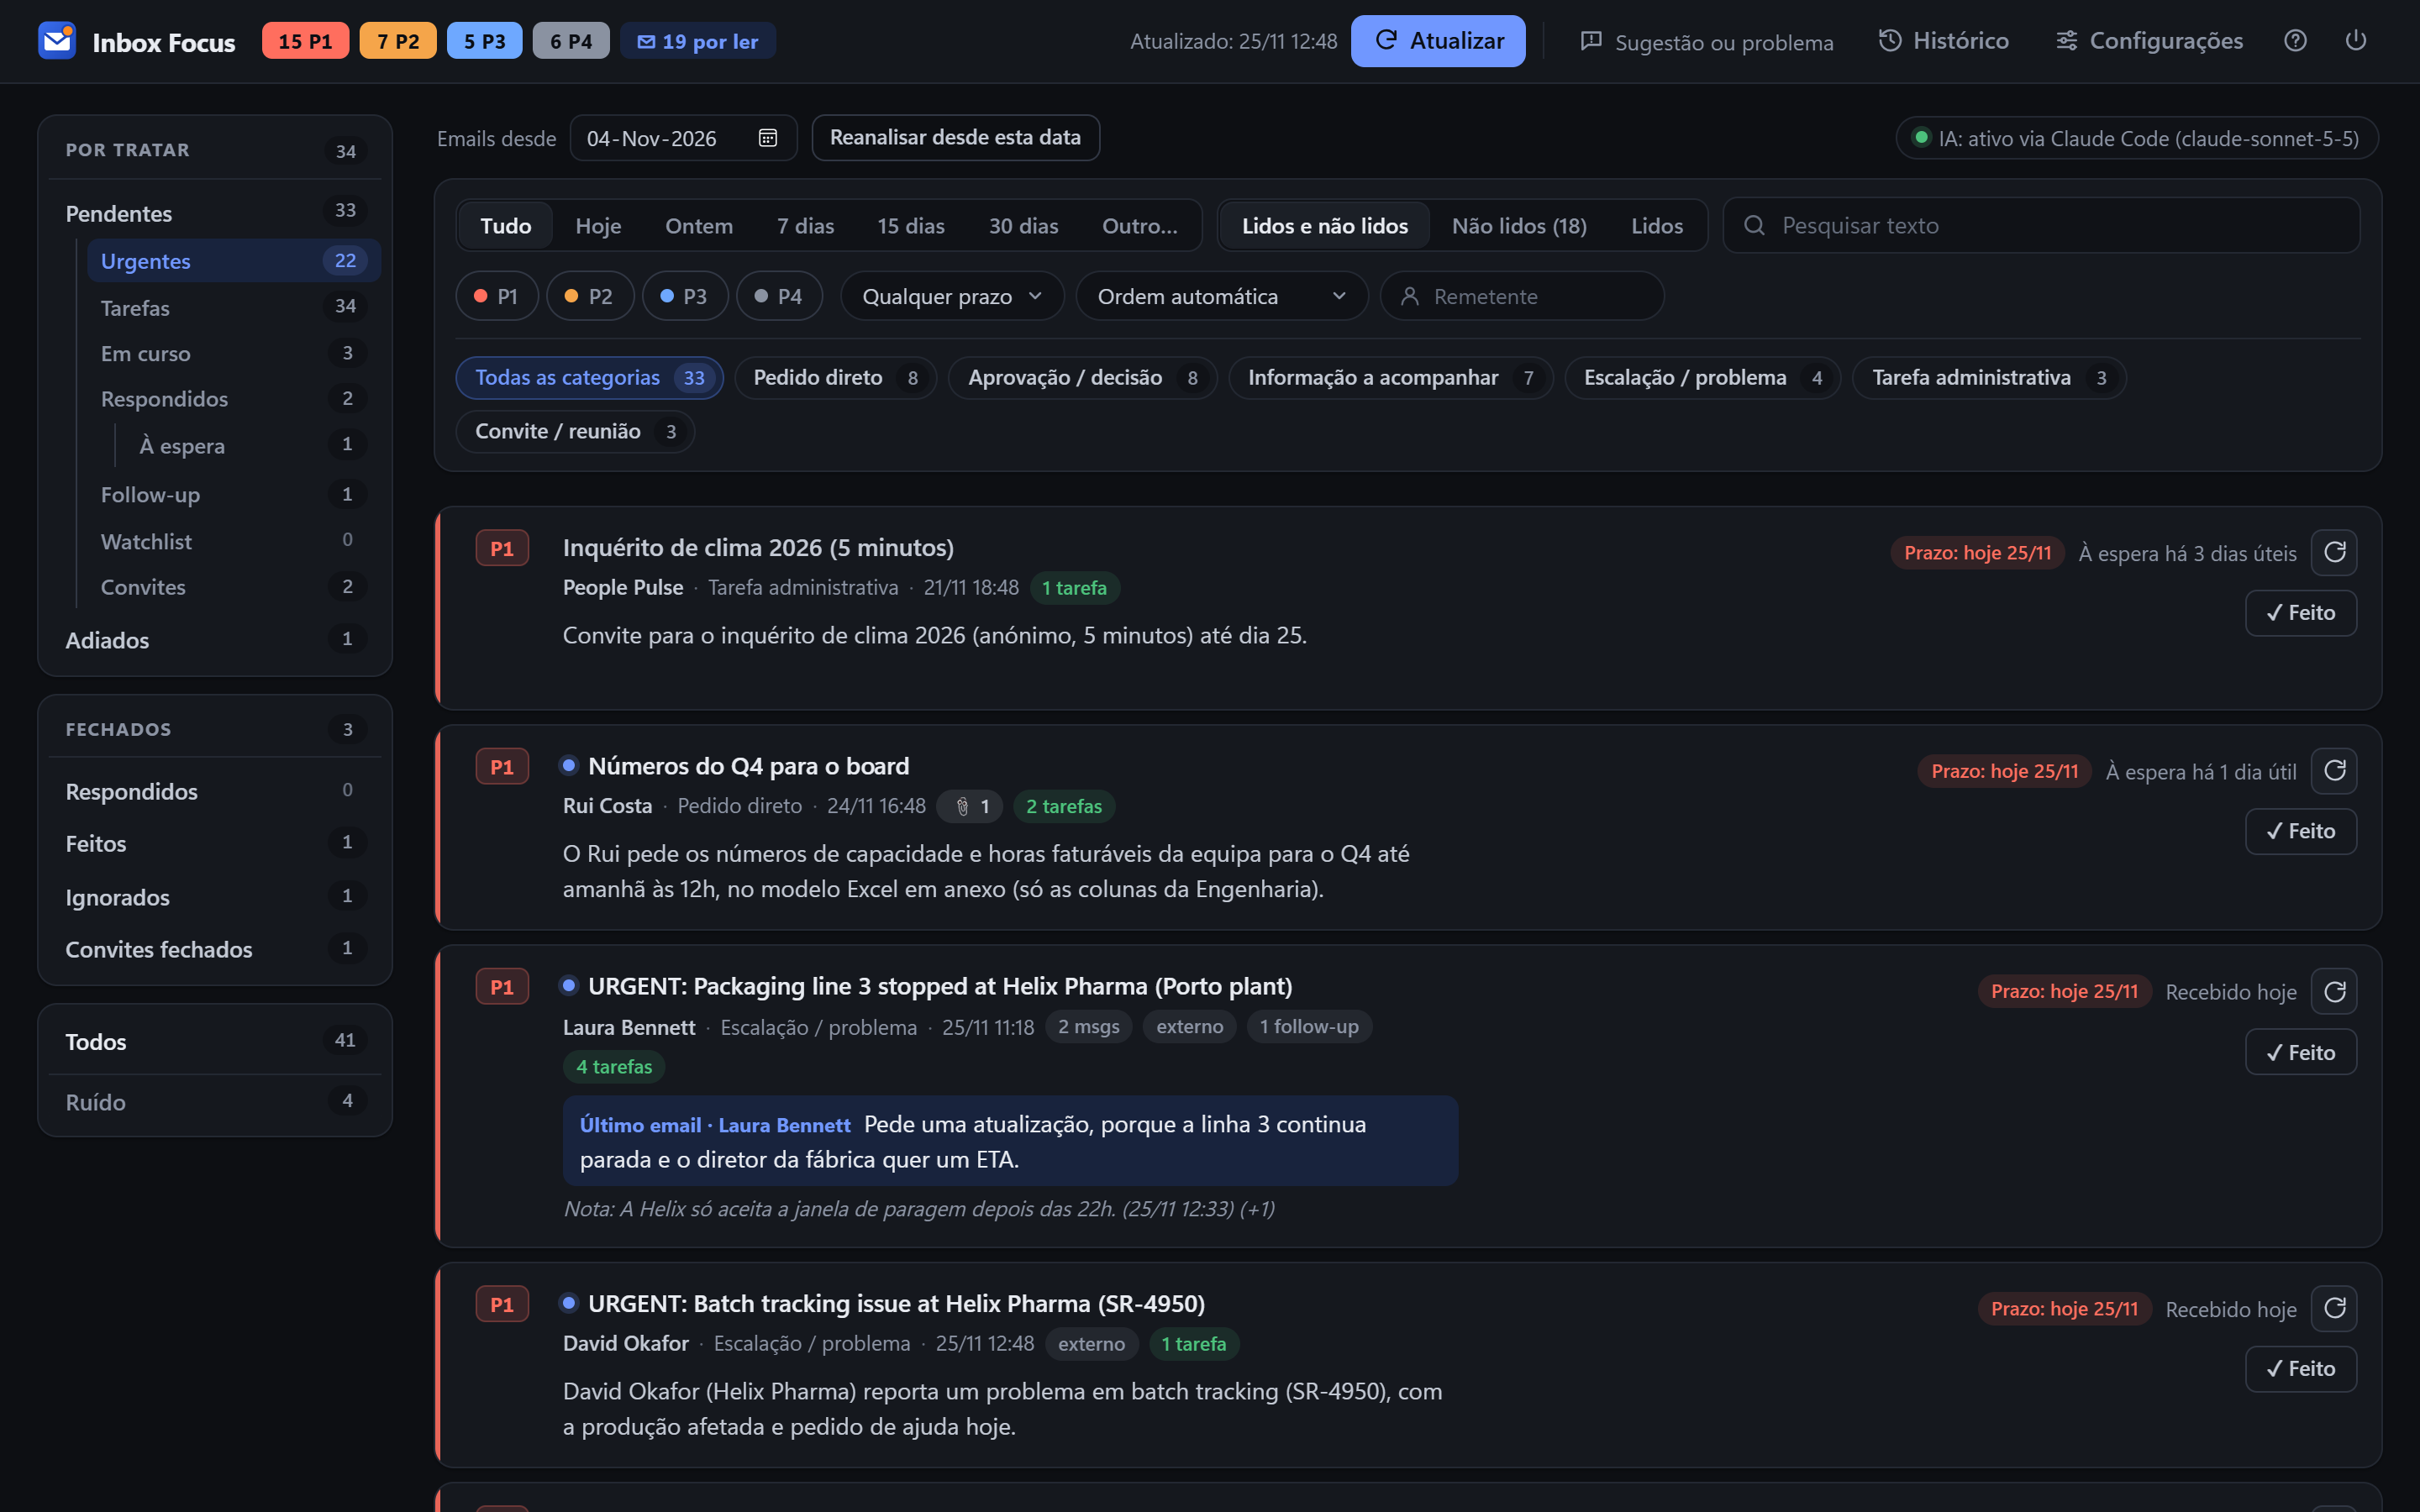 Inbox Focus 15 P1 7 P2 5 P3 6 P4 19 por ler Atualizado: 25/11 12:48 Atualizar Sugestão ou problema Histórico Configurações
POR TRATAR 34
Pendentes 33
Urgentes 22
Tarefas 34
Em curso 3
Respondidos 2
À espera 1
Follow-up 1
Watchlist 0
Convites 2
Adiados 1
FECHADOS 3
Respondidos 0
Feitos 1
Ignorados 1
Convites fechados 1
Todos 41
Ruído 4
Emails desde 04-Nov-2026 Reanalisar desde esta data IA: ativo via Claude Code (claude-sonnet-5-5)
Tudo Hoje Ontem 7 dias 15 dias 30 dias Outro... Lidos e não lidos Não lidos (18) Lidos Pesquisar texto
P1 P2 P3 P4 Qualquer prazo Ordem automática Remetente
Todas as categorias 33 Pedido direto 8 Aprovação / decisão 8 Informação a acompanhar 7 Escalação / problema 4 Tarefa administrativa 3
Convite / reunião 3
P1 Inquérito de clima 2026 (5 minutos) Prazo: hoje 25/11 À espera há 3 dias úteis
People Pulse · Tarefa administrativa · 21/11 18:48 1 tarefa
✓ Feito
Convite para o inquérito de clima 2026 (anónimo, 5 minutos) até dia 25.
P1 Números do Q4 para o board Prazo: hoje 25/11 À espera há 1 dia útil
Rui Costa · Pedido direto · 24/11 16:48 1 2 tarefas
✓ Feito
O Rui pede os números de capacidade e horas faturáveis da equipa para o Q4 até
amanhã às 12h, no modelo Excel em anexo (só as colunas da Engenharia).
P1 URGENT: Packaging line 3 stopped at Helix Pharma (Porto plant) Prazo: hoje 25/11 Recebido hoje
Laura Bennett · Escalação / problema · 25/11 11:18 2 msgs externo 1 follow-up
✓ Feito
4 tarefas
Último email · Laura Bennett Pede uma atualização, porque a linha 3 continua
parada e o diretor da fábrica quer um ETA.
Nota: A Helix só aceita a janela de paragem depois das 22h. (25/11 12:33) (+1)
P1 URGENT: Batch tracking issue at Helix Pharma (SR-4950) Prazo: hoje 25/11 Recebido hoje
David Okafor · Escalação / problema · 25/11 12:48 externo 1 tarefa
✓ Feito
David Okafor (Helix Pharma) reporta um problema em batch tracking (SR-4950), com
a produção afetada e pedido de ajuda hoje.